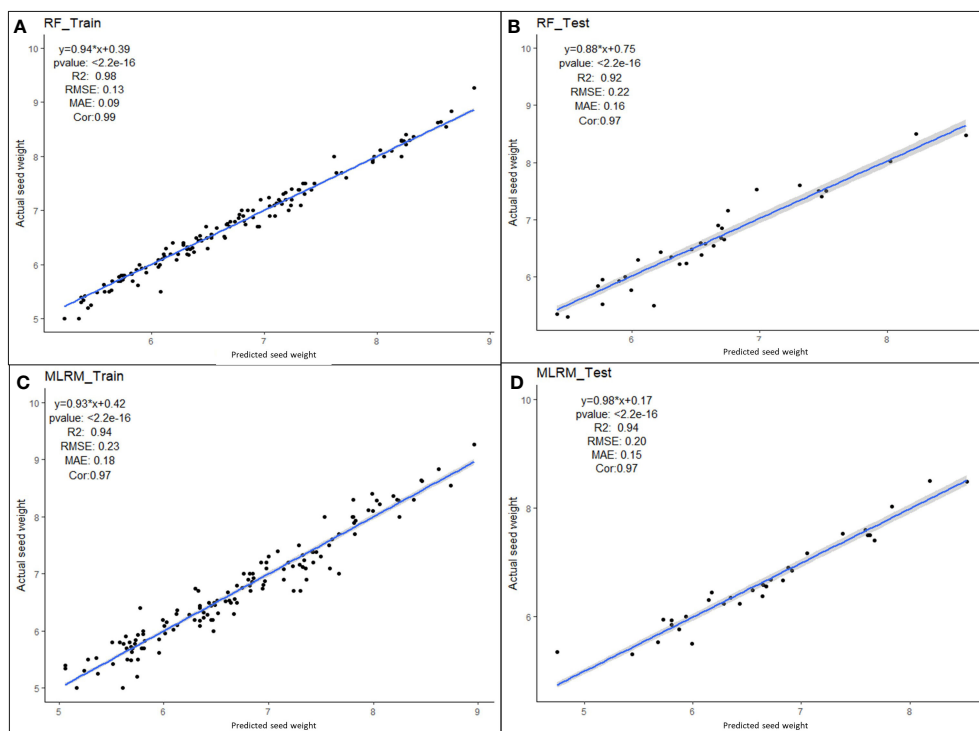 A RF_Train
y=0.94*x+0.39
pvalue: <2.2e-16
R2: 0.98
RMSE: 0.13
MAE: 0.09
Cor:0.99
Actual seed weight
10
9
8
7
6
5
6 7 8 9
Predicted seed weight
B RF_Test
y=0.88*x+0.75
pvalue: <2.2e-16
R2: 0.92
RMSE: 0.22
MAE: 0.16
Cor:0.97
Actual seed weight
10
9
8
7
6
6 7 8
Predicted seed weight
C MLRM_Train
y=0.93*x+0.42
pvalue: <2.2e-16
R2: 0.94
RMSE: 0.23
MAE: 0.18
Cor:0.97
Actual seed weight
10
9
8
7
6
5
5 6 7 8 9
Predicted seed weight
D MLRM_Test
y=0.98*x+0.17
pvalue: <2.2e-16
R2: 0.94
RMSE: 0.20
MAE: 0.15
Cor:0.97
Actual seed weight
10
9
8
7
6
5 6 7 8
Predicted seed weight